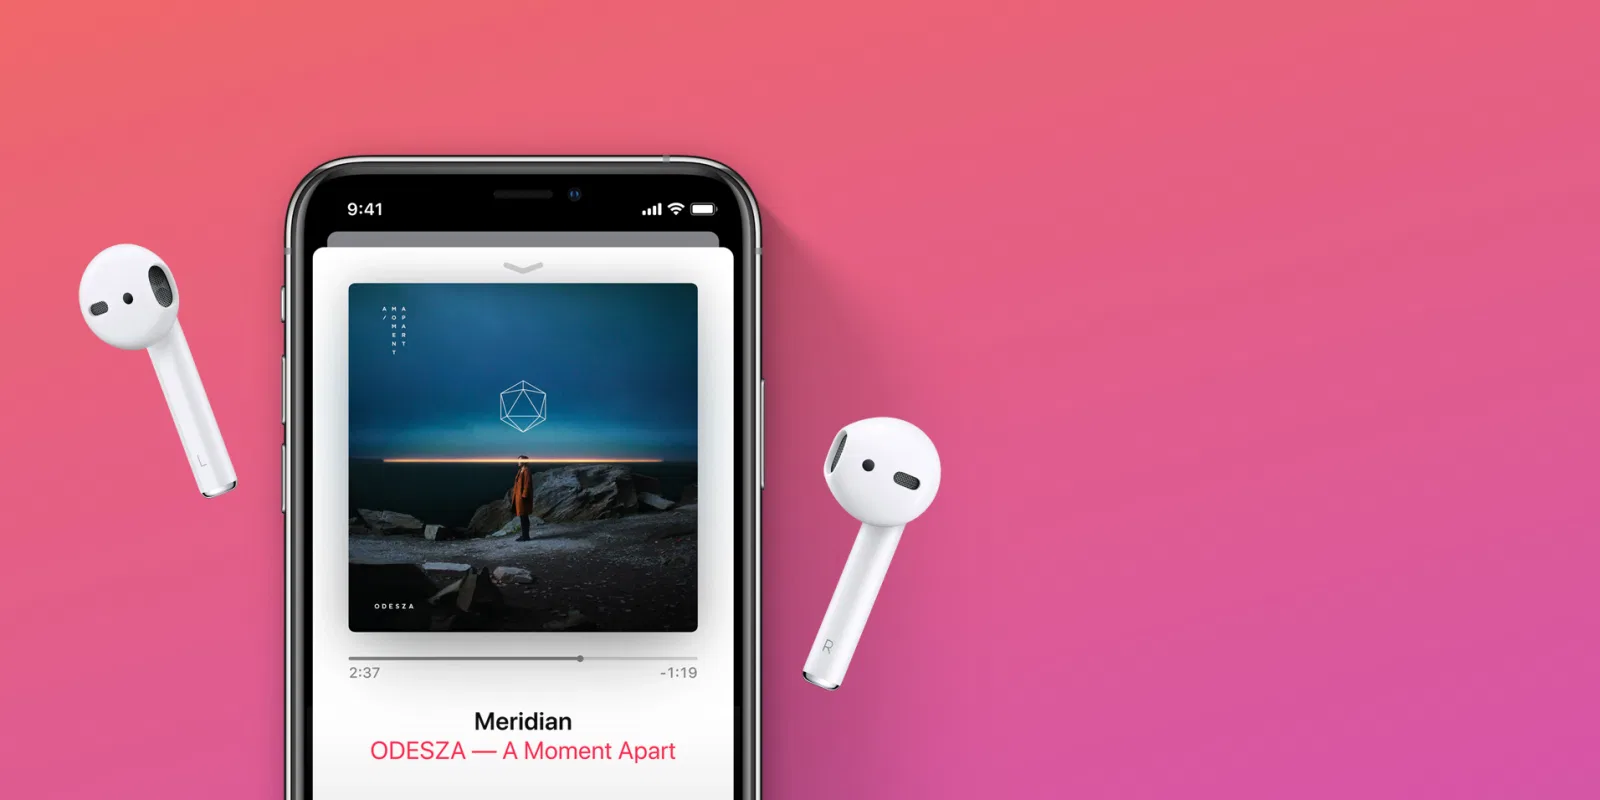 9:41
A / MOMENT APART
ODESZA
2:37
-1:19
Meridian
ODESZA — A Moment Apart
L
R